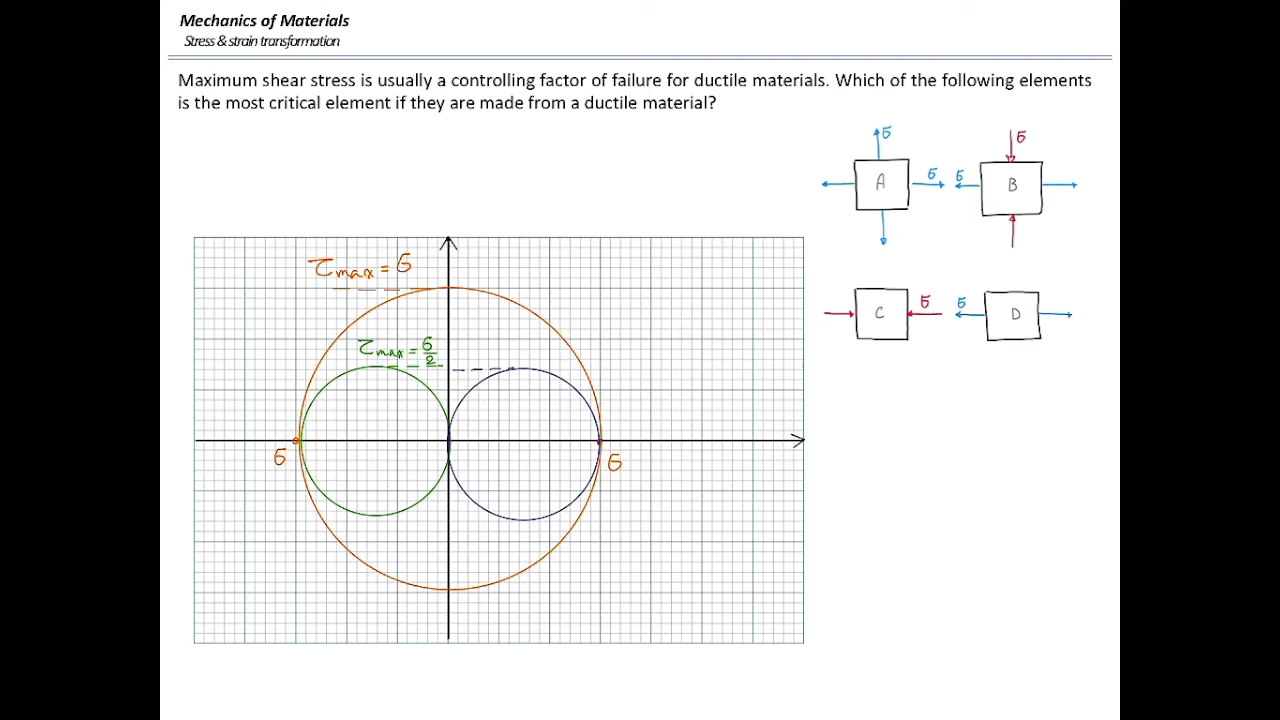 Mechanics of Materials
Stress & strain transformation
Maximum shear stress is usually a controlling factor of failure for ductile materials. Which of the following elements
is the most critical element if they are made from a ductile material?
σ
σ
A
σ
σ
B
τmax = σ
C
σ
σ
D
τmax = σ/2
σ
σ